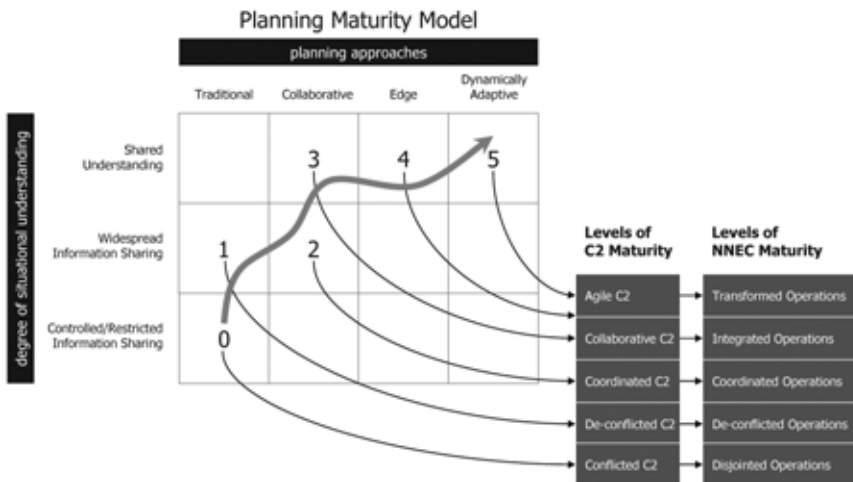 Planning Maturity Model
planning approaches
Traditional
Collaborative
Edge
Dynamically
Adaptive
degree of situational understanding
Shared
Understanding
3
4
5
Widespread
Information Sharing
1
2
Controlled/Restricted
Information Sharing
0
Levels of
C2 Maturity
Levels of
NNEC Maturity
Agile C2
Transformed Operations
Collaborative C2
Integrated Operations
Coordinated C2
Coordinated Operations
De-conflicted C2
De-conflicted Operations
Conflicted C2
Disjointed Operations